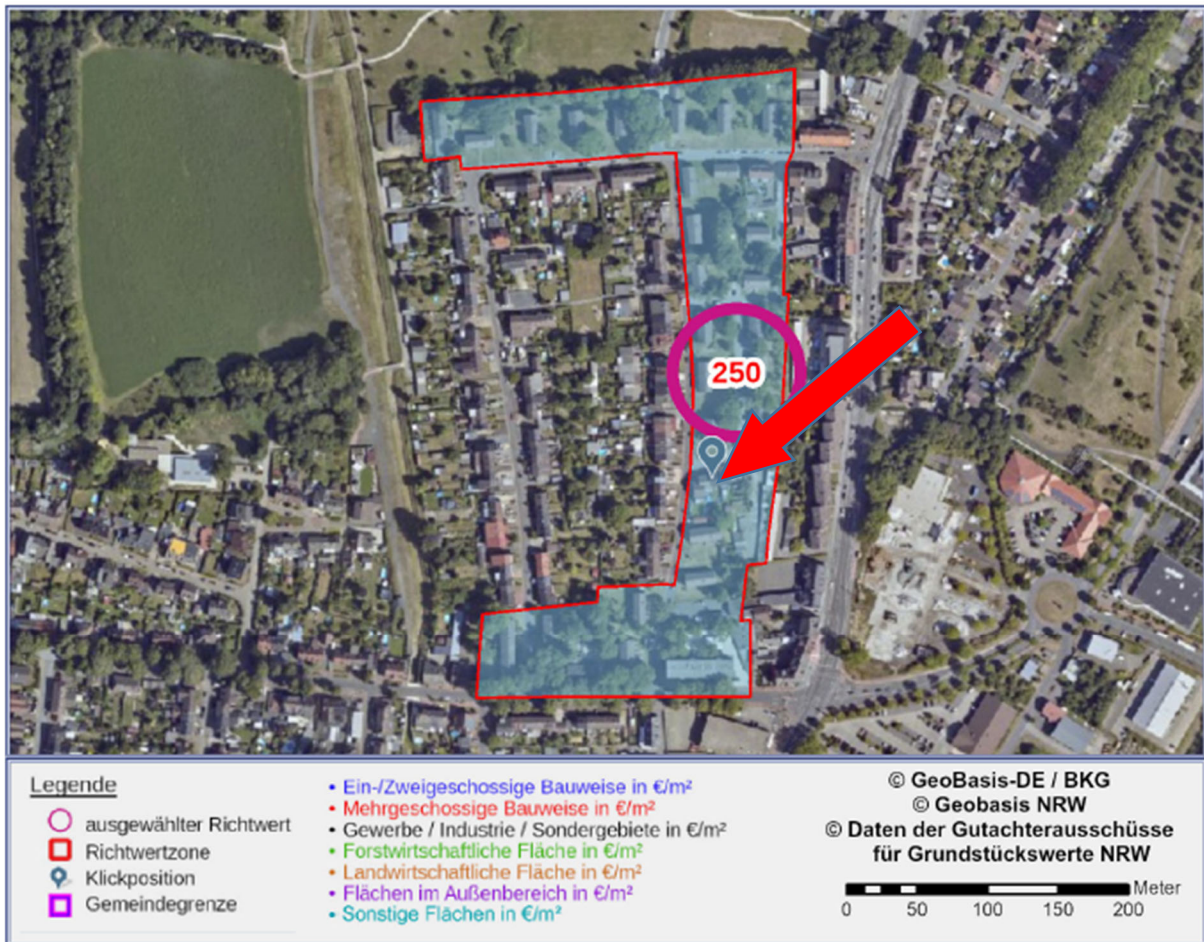 250
Legende
ausgewählter Richtwert
Richtwertzone
Klickposition
Gemeindegrenze
• Ein-/Zweigeschossige Bauweise in €/m²
• Mehrgeschossige Bauweise in €/m²
• Gewerbe / Industrie / Sondergebiete in €/m²
• Forstwirtschaftliche Fläche in €/m²
• Landwirtschaftliche Fläche in €/m²
• Flächen im Außenbereich in €/m²
• Sonstige Flächen in €/m²
© GeoBasis-DE / BKG
© Geobasis NRW
© Daten der Gutachterausschüsse
für Grundstückswerte NRW
Meter
0 50 100 150 200